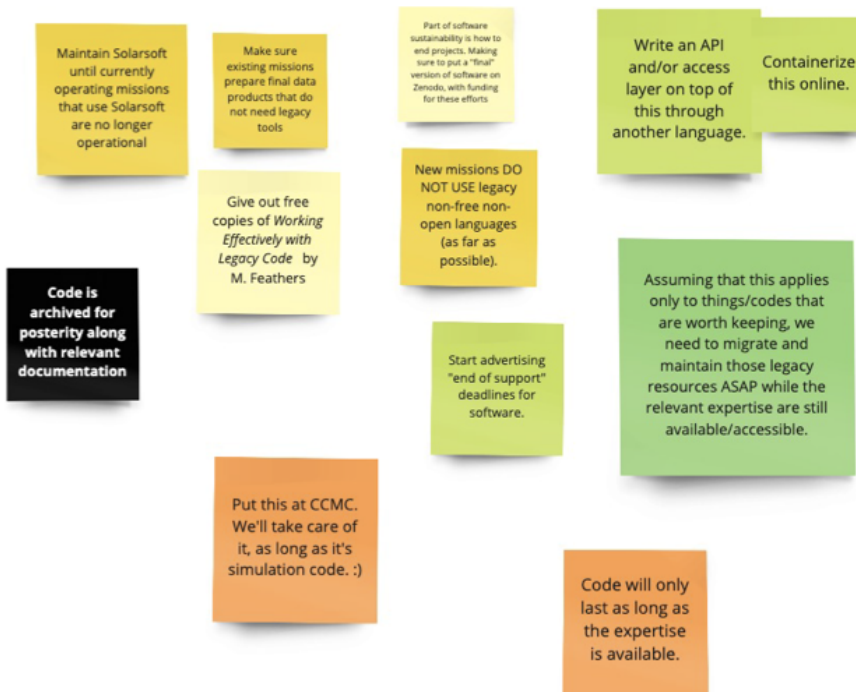 Maintain Solarsoft
until currently
operating missions
that use Solarsoft
are no longer
operational
Make sure
existing missions
prepare final data
products that do
not need legacy
tools
Part of software
sustainability is how to
end projects. Making
sure to put a "final"
version of software on
Zenodo, with funding
for these efforts
Write an API
and/or access
layer on top of
this through
another language.
Containerize
this online.
Give out free
copies of Working
Effectively with
Legacy Code by
M. Feathers
New missions DO
NOT USE legacy
non-free non-
open languages
(as far as
possible).
Code is
archived for
posterity along
with relevant
documentation
Assuming that this applies
only to things/codes that
are worth keeping, we
need to migrate and
maintain those legacy
resources ASAP while the
relevant expertise are still
available/accessible.
Start advertising
"end of support"
deadlines for
software.
Put this at CCMC.
We'll take care of
it, as long as it's
simulation code. :)
Code will only
last as long as
the expertise
is available.